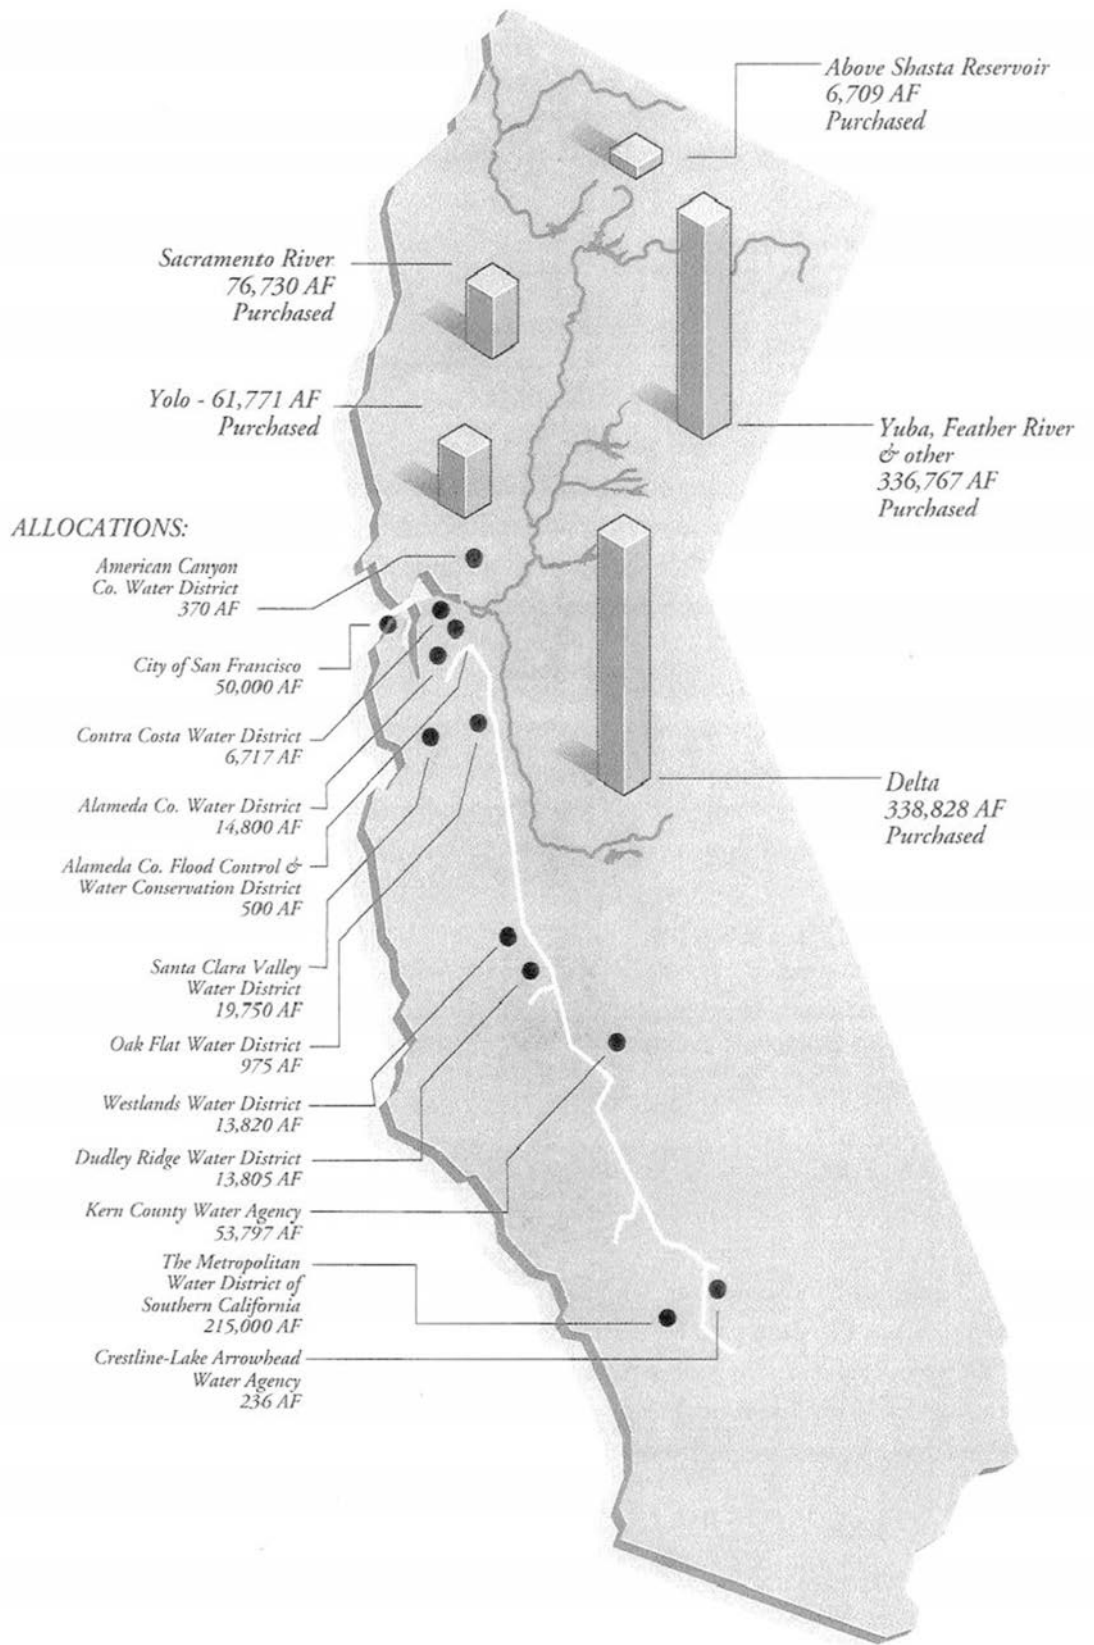 Above Shasta Reservoir
6,709 AF
Purchased
Sacramento River
76,730 AF
Purchased
Yolo - 61,771 AF
Purchased
Yuba, Feather River
& other
336,767 AF
Purchased
ALLOCATIONS:
American Canyon
Co. Water District
370 AF
City of San Francisco
50,000 AF
Contra Costa Water District
6,717 AF
Alameda Co. Water District
14,800 AF
Delta
338,828 AF
Purchased
Alameda Co. Flood Control &
Water Conservation District
500 AF
Santa Clara Valley
Water District
19,750 AF
Oak Flat Water District
975 AF
Westlands Water District
13,820 AF
Dudley Ridge Water District
13,805 AF
Kern County Water Agency
53,797 AF
The Metropolitan
Water District of
Southern California
215,000 AF
Crestline-Lake Arrowhead
Water Agency
236 AF